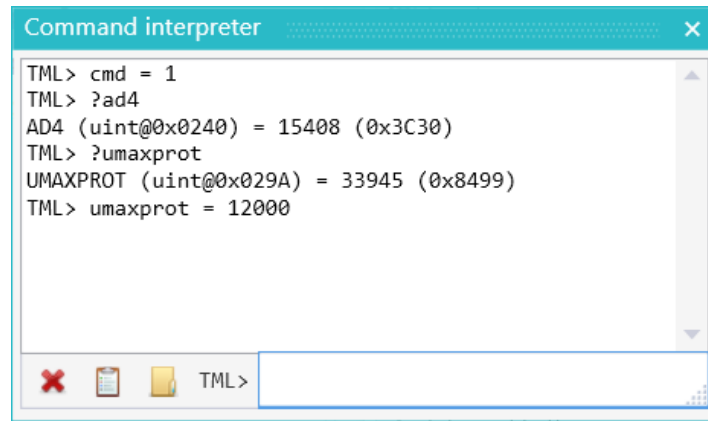 Command interpreter
TML> cmd = 1
TML> ?ad4
AD4 (uint@0x0240) = 15408 (0x3C30)
TML> ?umaxprot
UMAXPROT (uint@0x029A) = 33945 (0x8499)
TML> umaxprot = 12000
TML>